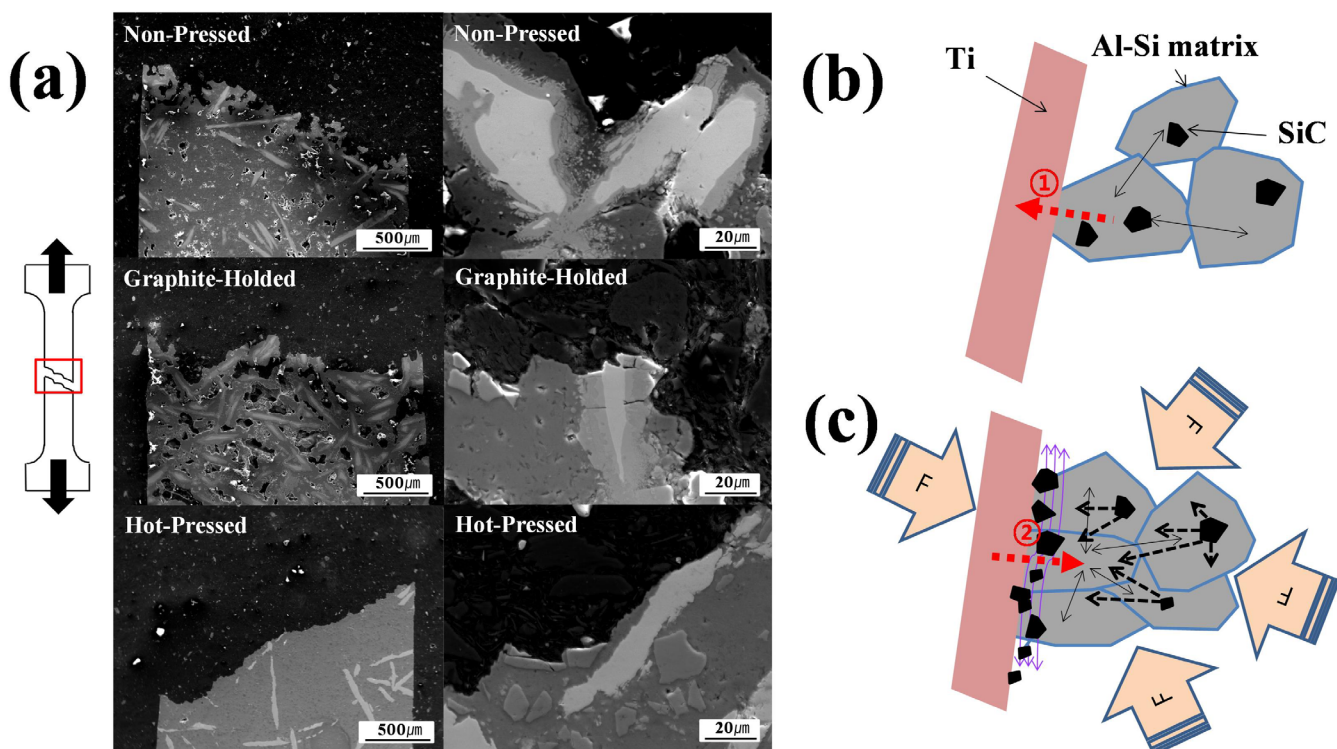 (a)
Non-Pressed
500㎛
Non-Pressed
20㎛
Graphite-Holded
500㎛
Graphite-Holded
20㎛
Hot-Pressed
500㎛
Hot-Pressed
20㎛
(b)
Ti
Al-Si matrix
SiC
①
(c)
F
F
②
F
F